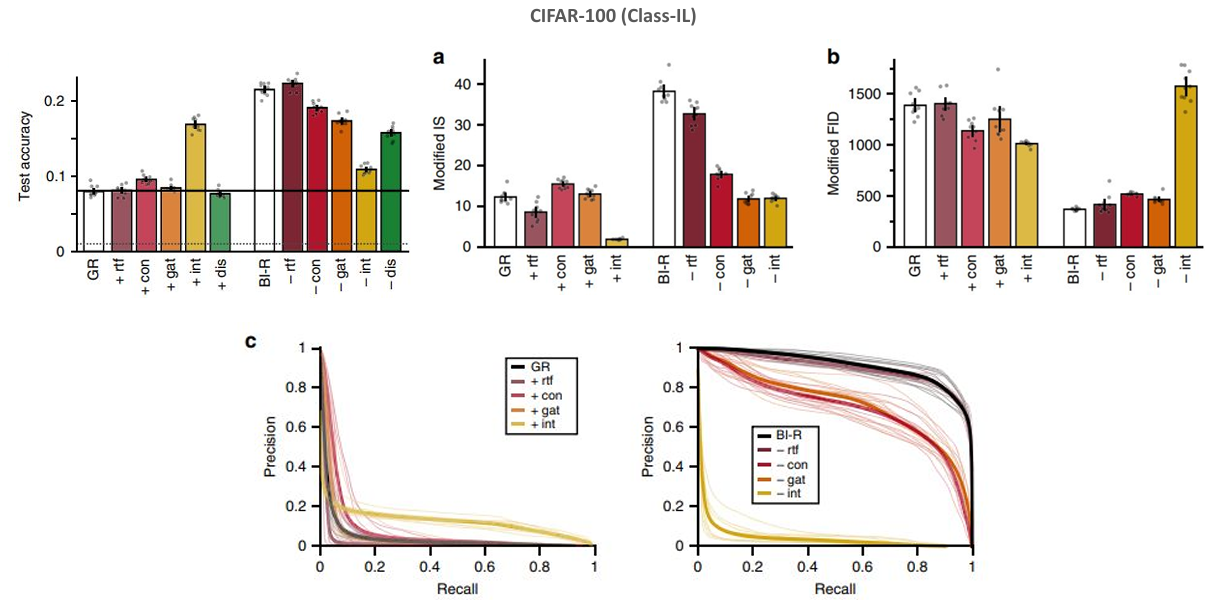 CIFAR-100 (Class-IL)
Test accuracy
0.2
0.1
0
GR
+ rtf
+ con
+ gat
+ int
+ dis
BI-R
– rtf
– con
– gat
– int
– dis
a
Modified IS
40
30
20
10
0
GR
+ rtf
+ con
+ gat
+ int
BI-R
– rtf
– con
– gat
– int
b
Modified FID
1500
1000
500
0
GR
+ rtf
+ con
+ gat
+ int
BI-R
– rtf
– con
– gat
– int
c
Precision
1
0.8
0.6
0.4
0.2
0
0 0.2 0.4 0.6 0.8 1
Recall
GR
+ rtf
+ con
+ gat
+ int
Precision
1
0.8
0.6
0.4
0.2
0
0 0.2 0.4 0.6 0.8 1
Recall
BI-R
– rtf
– con
– gat
– int